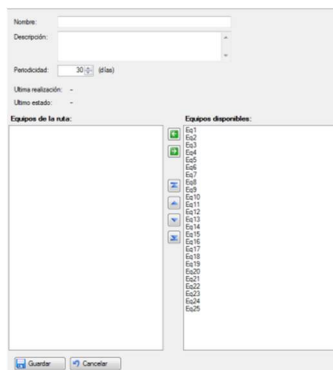 Nombre:
Descripción:
Periodicidad: 30 (días)
Ultima realización: -
Ultimo estado: -
Equipos de la ruta: Equipos disponibles:
Eq1
Eq2
Eq3
Eq4
Eq5
Eq6
Eq7
Eq8
Eq9
Eq10
Eq11
Eq12
Eq13
Eq14
Eq15
Eq16
Eq17
Eq18
Eq19
Eq20
Eq21
Eq22
Eq23
Eq24
Eq25
Guardar Cancelar